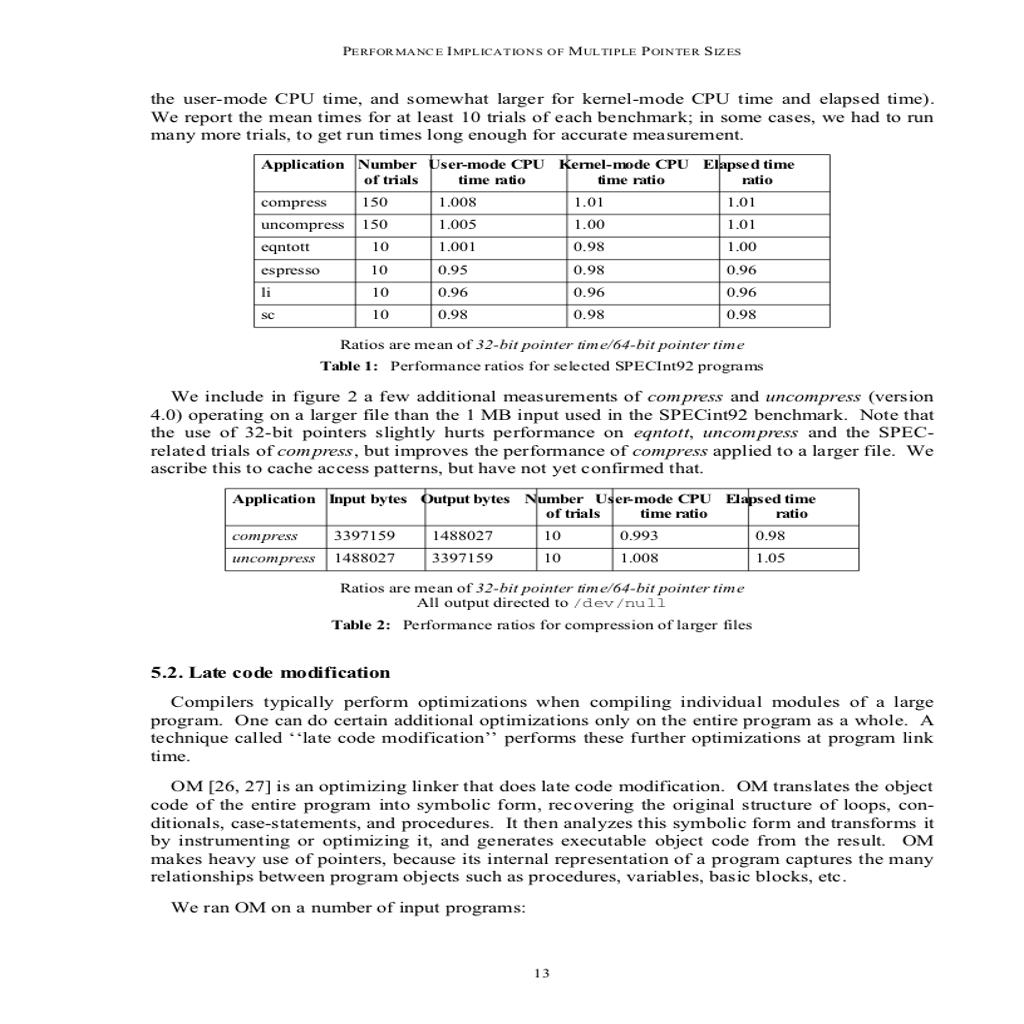 PERFORMANCE IMPLICATIONS OF MULTIPLE POINTER SIZES
the user-mode CPU time, and somewhat larger for kernel-mode CPU time and elapsed time).
We report the mean times for at least 10 trials of each benchmark; in some cases, we had to run
many more trials, to get run times long enough for accurate measurement.
Application Number User-mode CPU Kernel-mode CPU Elapsed time
of trials time ratio time ratio ratio
compress 150 1.008 1.01 1.01
uncompress 150 1.005 1.00 1.01
eqntott 10 1.001 0.98 1.00
espresso 10 0.95 0.98 0.96
li 10 0.96 0.96 0.96
sc 10 0.98 0.98 0.98
Ratios are mean of 32-bit pointer time/64-bit pointer time
Table 1: Performance ratios for selected SPECInt92 programs
We include in figure 2 a few additional measurements of compress and uncompress (version
4.0) operating on a larger file than the 1 MB input used in the SPECint92 benchmark. Note that
the use of 32-bit pointers slightly hurts performance on eqntott, uncompress and the SPEC-
related trials of compress, but improves the performance of compress applied to a larger file. We
ascribe this to cache access patterns, but have not yet confirmed that.
Application Input bytes Output bytes Number User-mode CPU Elapsed time
of trials time ratio ratio
compress 3397159 1488027 10 0.993 0.98
uncompress 1488027 3397159 10 1.008 1.05
Ratios are mean of 32-bit pointer time/64-bit pointer time
All output directed to /dev/null
Table 2: Performance ratios for compression of larger files
5.2. Late code modification
Compilers typically perform optimizations when compiling individual modules of a large
program. One can do certain additional optimizations only on the entire program as a whole. A
technique called ‘‘late code modification’’ performs these further optimizations at program link
time.
OM [26, 27] is an optimizing linker that does late code modification. OM translates the object
code of the entire program into symbolic form, recovering the original structure of loops, con-
ditionals, case-statements, and procedures. It then analyzes this symbolic form and transforms it
by instrumenting or optimizing it, and generates executable object code from the result. OM
makes heavy use of pointers, because its internal representation of a program captures the many
relationships between program objects such as procedures, variables, basic blocks, etc.
We ran OM on a number of input programs:
13